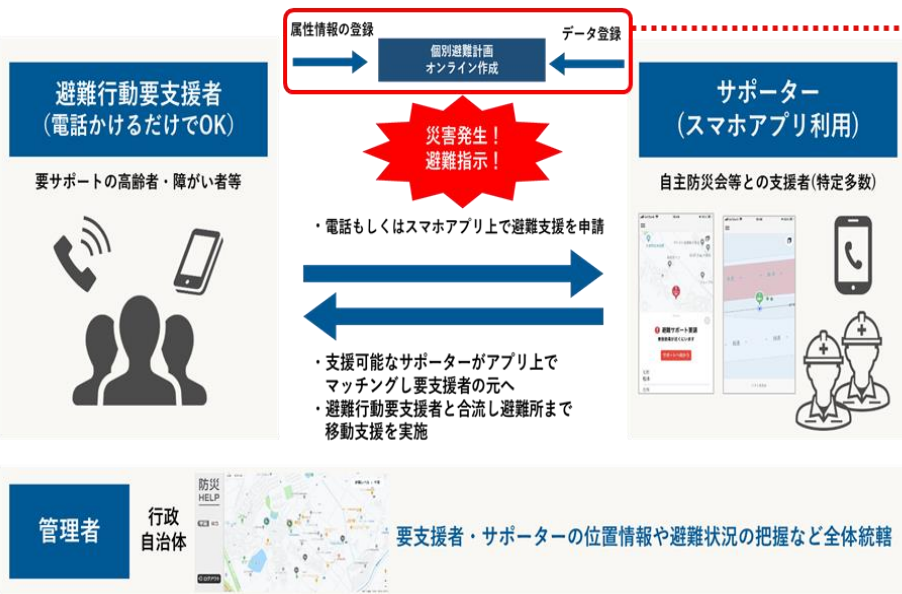 属性情報の登録
データ登録
個別避難計画
オンライン作成
避難行動要支援者
(電話かけるだけでOK)
要サポートの高齢者・障がい者等
災害発生！
避難指示！
サポーター
(スマホアプリ利用)
自主防災会等との支援者(特定多数)
・電話もしくはスマホアプリ上で避難支援を申請
避難サポート要請
・支援可能なサポーターがアプリ上で
マッチングし要支援者の元へ
・避難行動要支援者と合流し避難所まで
移動支援を実施
管理者
行政
自治体
防災
HELP
要支援者・サポーターの位置情報や避難状況の把握など全体統轄